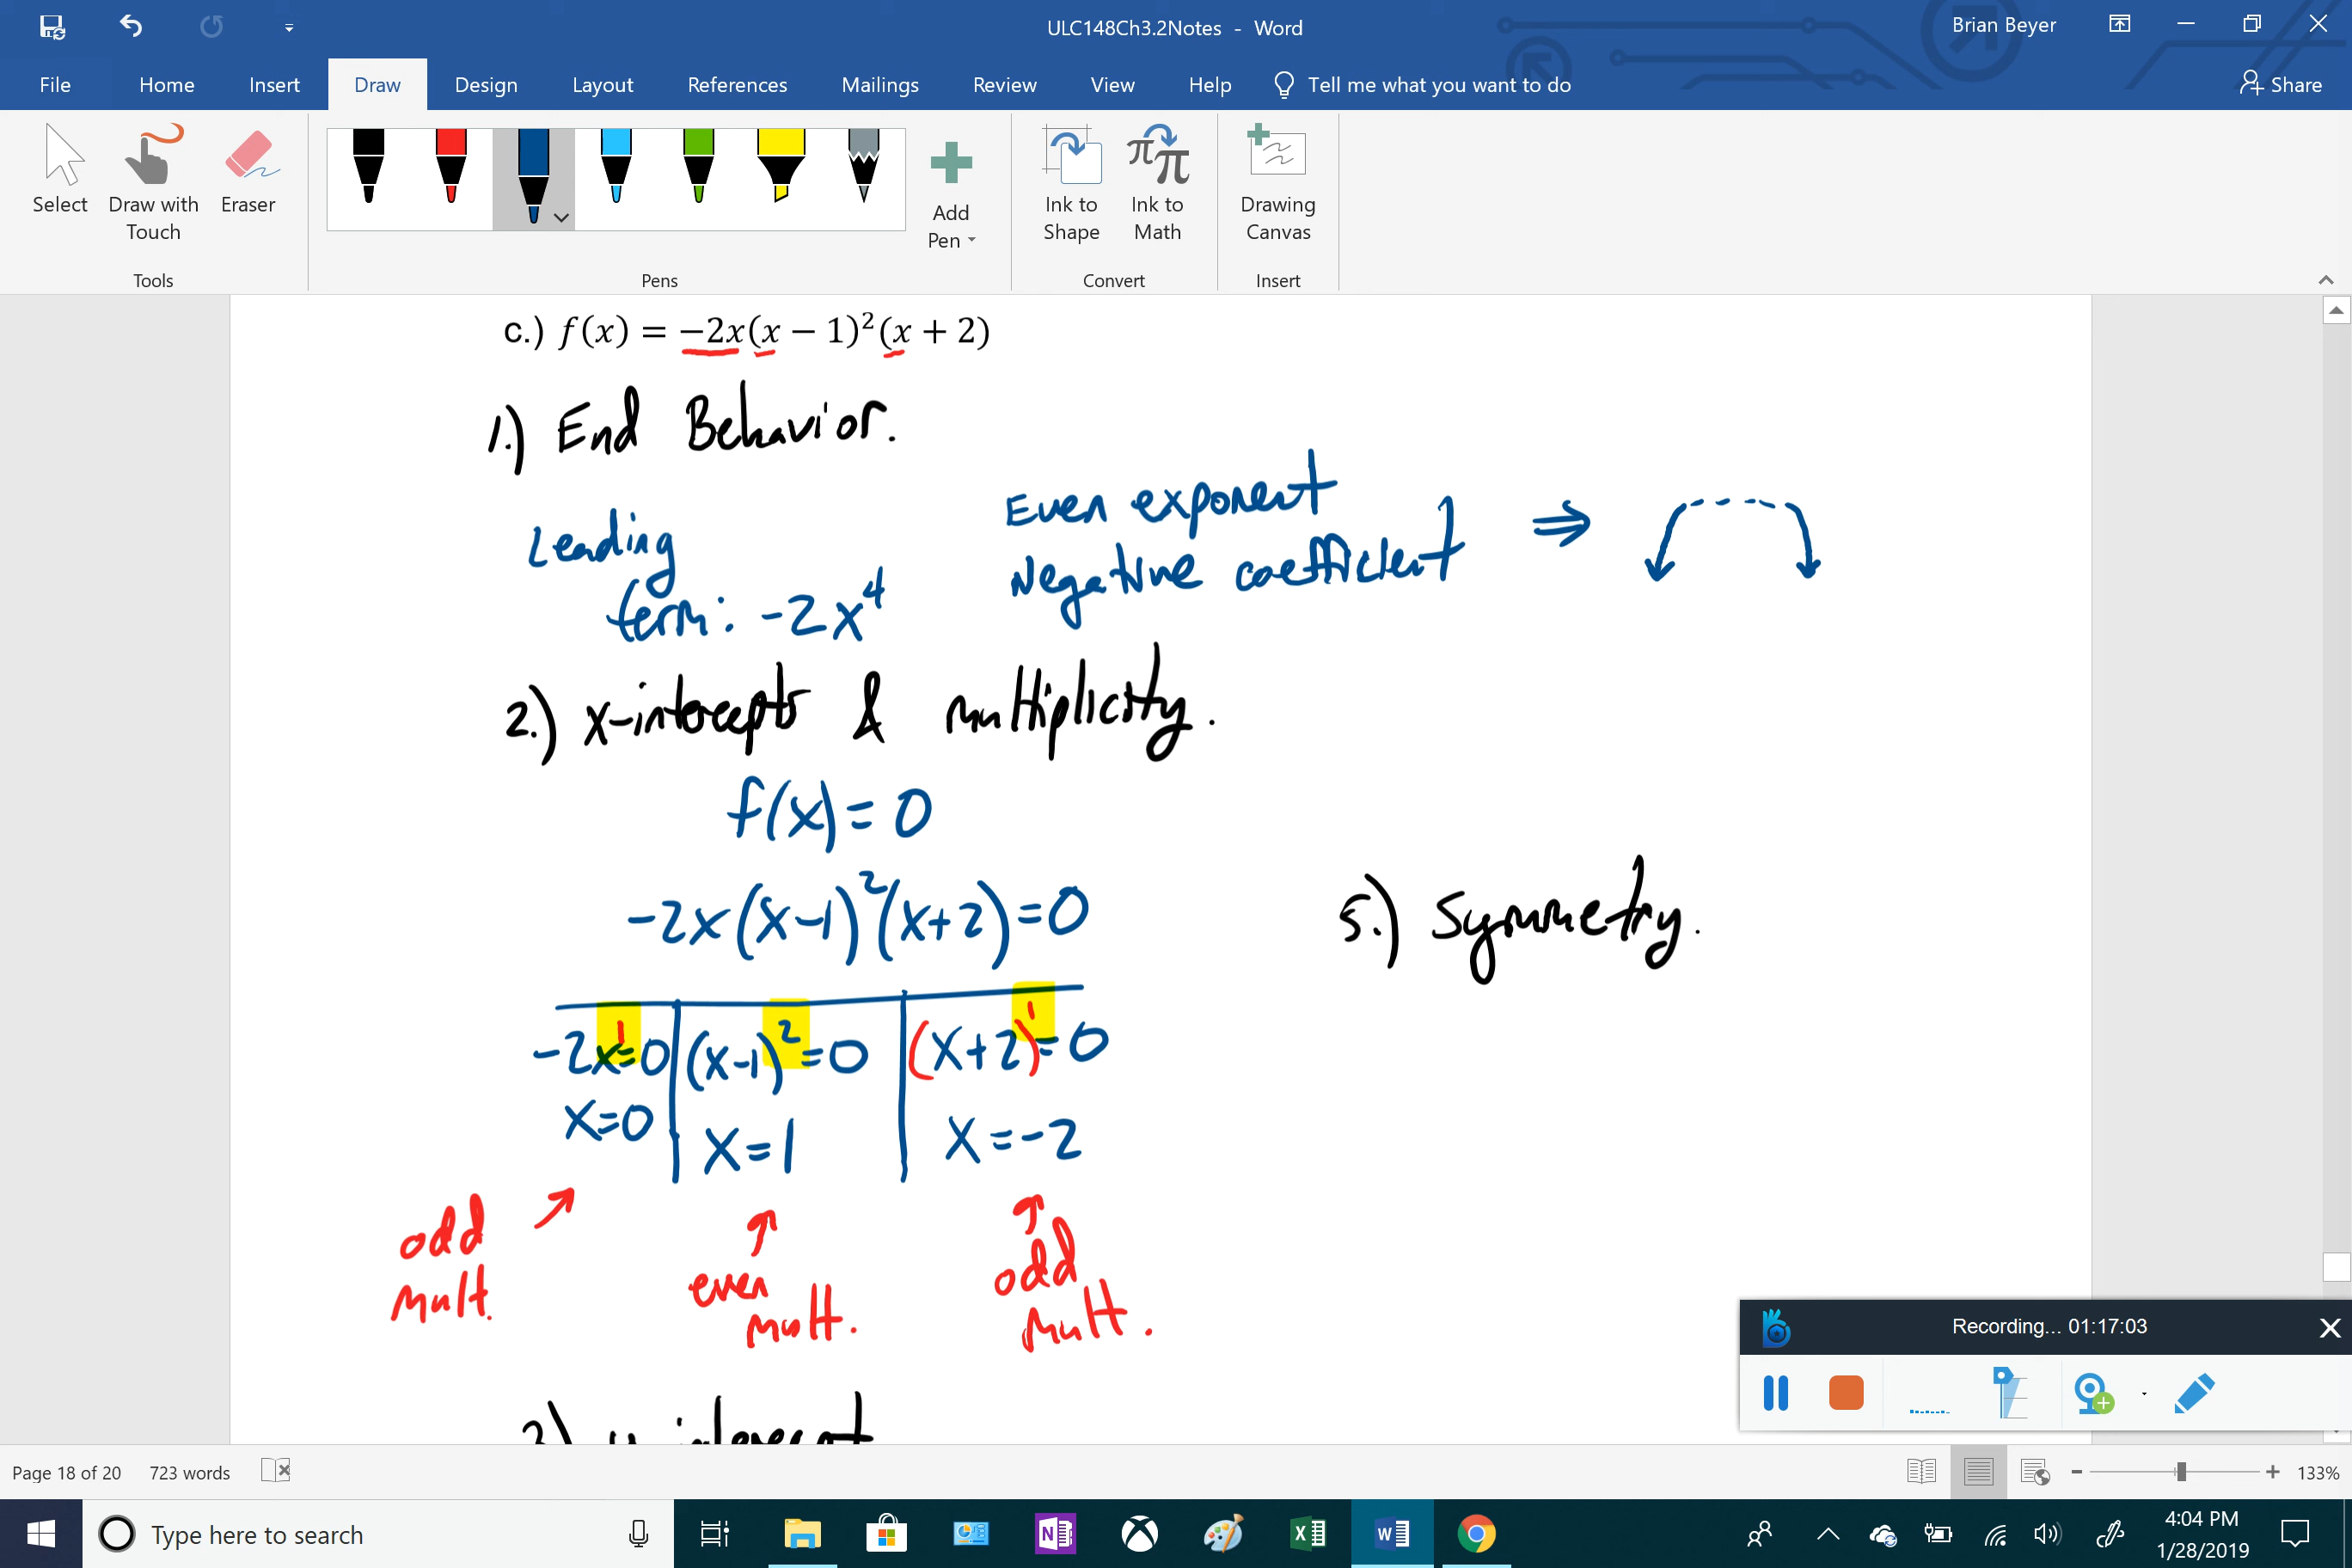 ULC148Ch3.2Notes - Word
Brian Beyer
File Home Insert Draw Design Layout References Mailings Review View Help Tell me what you want to do Share
Select Draw with Touch Eraser Add Pen Ink to Shape Ink to Math Drawing Canvas
Tools Pens Convert Insert
c.) f(x) = −2x(x − 1)²(x + 2)
1.) End Behavior.
Leading term: -2x⁴
Even exponent
Negative coefficient ⇒
2.) x-intercepts & multiplicity.
f(x) = 0
-2x(x-1)²(x+2)=0
5.) Symmetry.
-2x¹=0 (x-1)²=0 (x+2)¹=0
x=0 x=1 x=-2
odd mult. even mult. odd mult.
3.) y-intercept
Recording... 01:17:03
Page 18 of 20 723 words 133%
Type here to search
4:04 PM
1/28/2019